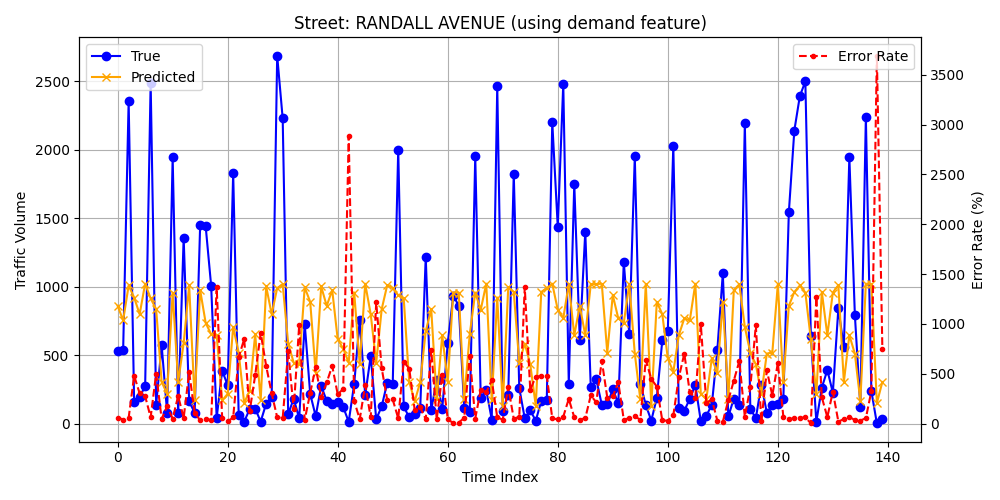 Street: RANDALL AVENUE (using demand feature)
True
Predicted
Error Rate
2500
2000
1500
1000
500
0
Traffic Volume
3500
3000
2500
2000
1500
1000
500
0
Error Rate (%)
0 20 40 60 80 100 120 140
Time Index